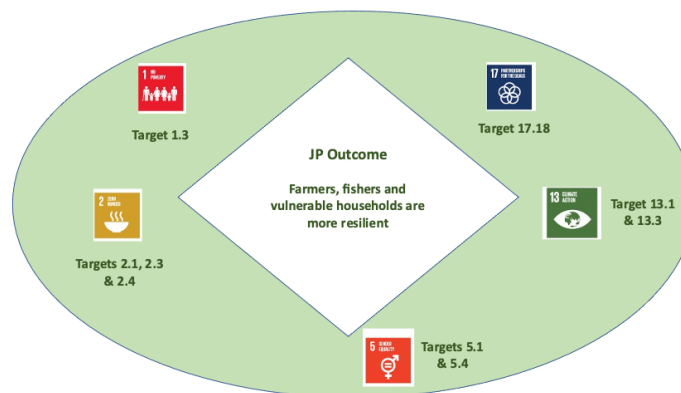 1 NO
POVERTY
Target 1.3
17 PARTNERSHIPS
FOR THE GOALS
Target 17.18
JP Outcome
Farmers, fishers and
vulnerable households are
more resilient
2 ZERO
HUNGER
Targets 2.1, 2.3
& 2.4
13 CLIMATE
ACTION
Target 13.1
& 13.3
5 GENDER
EQUALITY
Targets 5.1
& 5.4